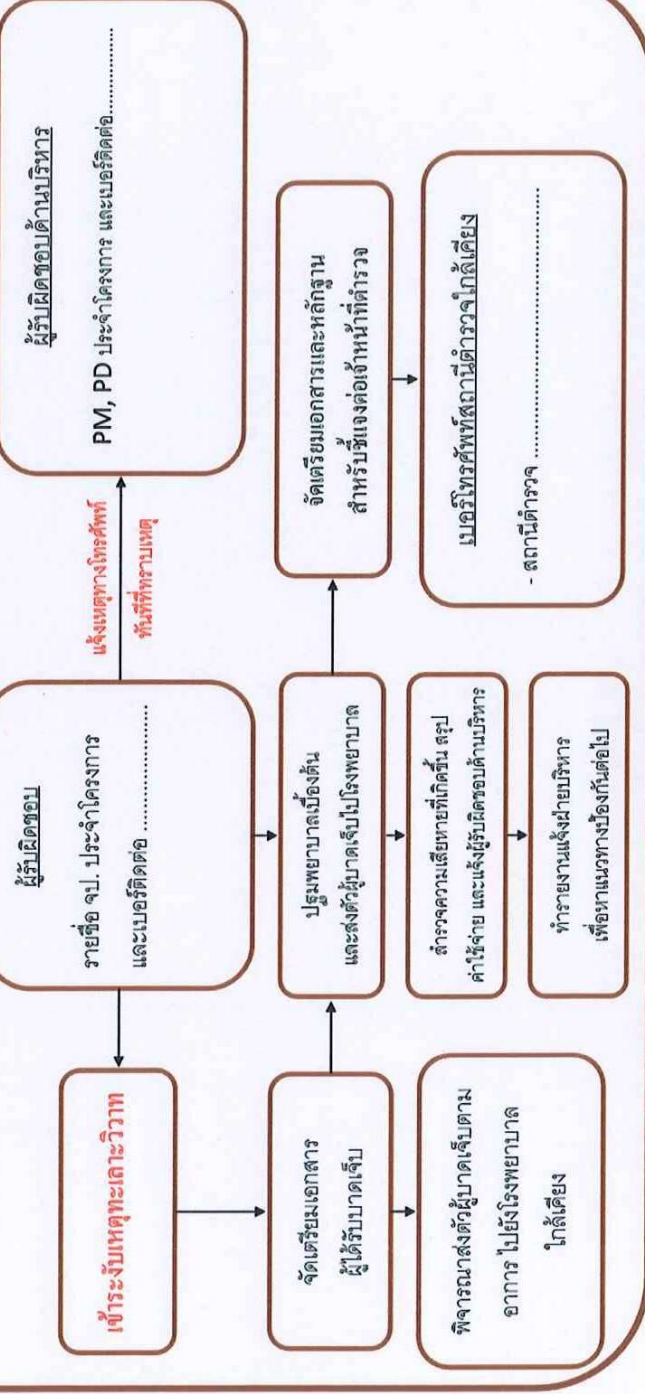 ผู้รับผิดชอบ
รายชื่อ จป. ประจำโครงการ
และเบอร์ติดต่อ ..............................
แจ้งเหตุทางโทรศัพท์
ทันทีที่ทราบเหตุ
ผู้รับผิดชอบด้านบริหาร
PM, PD ประจำโครงการ และเบอร์ติดต่อ................
เข้าระงับเหตุทะเลาะวิวาท
จัดเตรียมเอกสาร
ผู้ได้รับบาดเจ็บ
ปฐมพยาบาลเบื้องต้น
และส่งตัวผู้บาดเจ็บไปโรงพยาบาล
จัดเตรียมเอกสารและหลักฐาน
สำหรับชี้แจงต่อเจ้าหน้าที่ตำรวจ
พิจารณาส่งตัวผู้บาดเจ็บตาม
อาการ ไปยังโรงพยาบาล
ใกล้เคียง
สำรวจความเสียหายที่เกิดขึ้น สรุป
ค่าใช้จ่าย และแจ้งผู้รับผิดชอบด้านบริหาร
ทำรายงานแจ้งฝ่ายบริหาร
เพื่อหาแนวทางป้องกันต่อไป
เบอร์โทรศัพท์สถานีตำรวจใกล้เคียง
- สถานีตำรวจ ..................................................